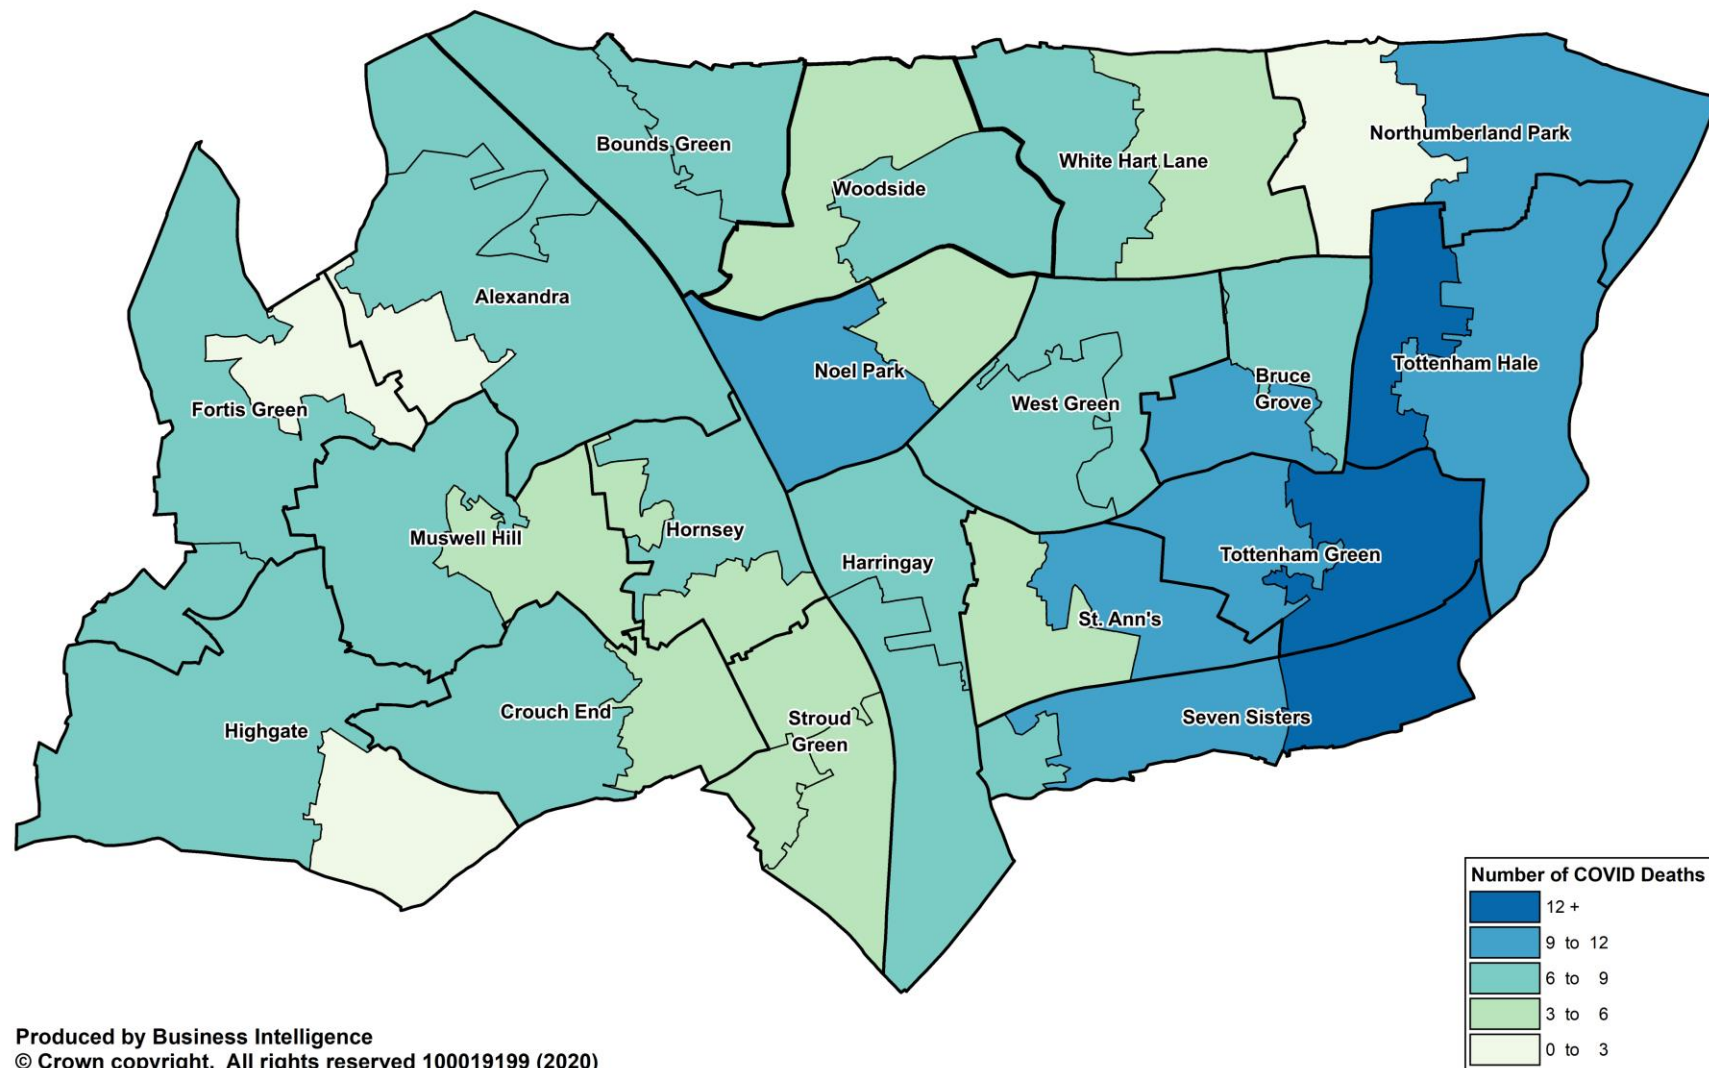 Bounds Green
Northumberland Park
White Hart Lane
Woodside
Alexandra
Noel Park
Tottenham Hale
Bruce
Grove
West Green
Fortis Green
Muswell Hill
Hornsey
Harringay
Tottenham Green
St. Ann's
Crouch End
Stroud
Green
Seven Sisters
Highgate
Number of COVID Deaths
12 +
9 to 12
6 to 9
3 to 6
0 to 3
Produced by Business Intelligence
© Crown copyright. All rights reserved 100019199 (2020)